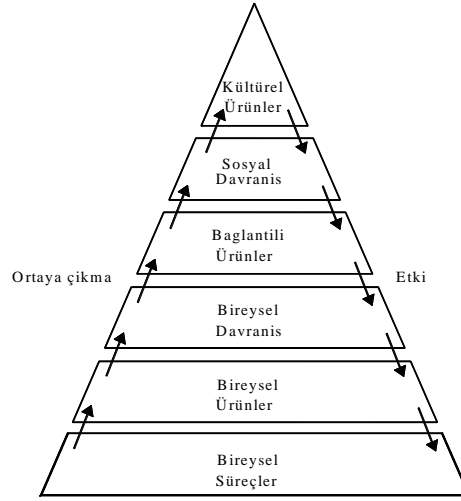 Kültürel
Ürünler
Sosyal
Davranis
Baglantili
Ürünler
Ortaya çikma
Etki
Bireysel
Davranis
Bireysel
Ürünler
Bireysel
Süreçler